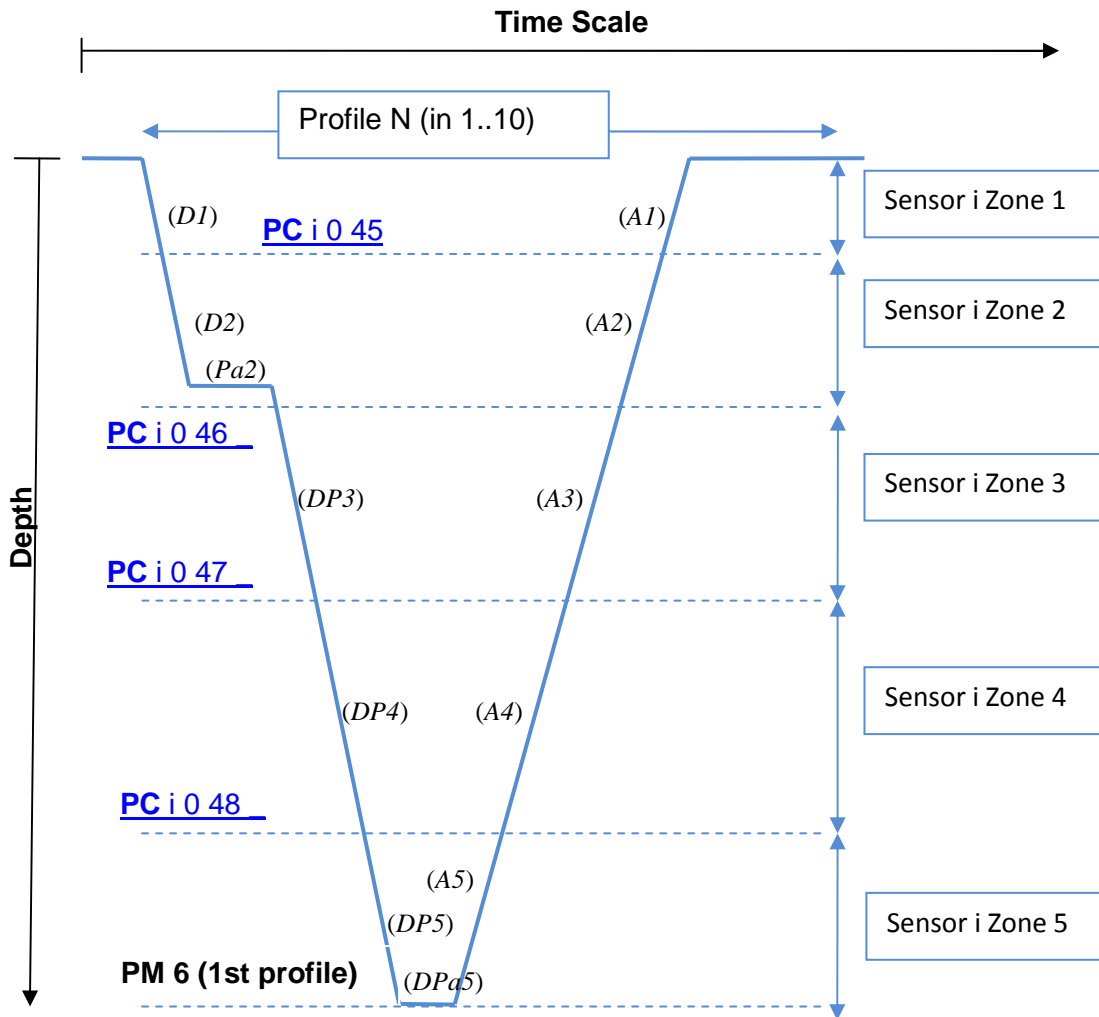 Time Scale
Profile N (in 1..10)
Sensor i Zone 1
(D1)
(A1)
PC i 0 45
Sensor i Zone 2
(D2)
(A2)
(Pa2)
PC i 0 46 _
Sensor i Zone 3
(DP3)
(A3)
Depth
PC i 0 47 _
Sensor i Zone 4
(DP4)
(A4)
PC i 0 48 _
(A5)
Sensor i Zone 5
(DP5)
PM 6 (1st profile)
(DPa5)